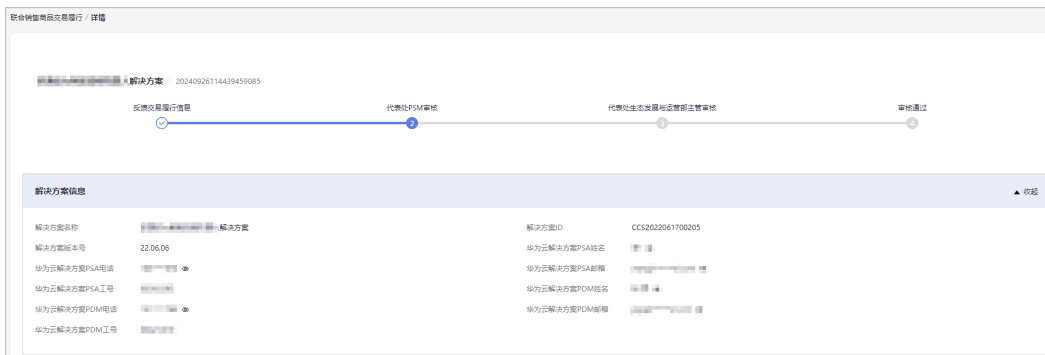 联合销售商品交易履行 / 详情
解决方案 20240926114439459085
反馈交易履行信息 代表处PSM审核 代表处生态发展与运营部主管审核 审核通过
2 3 4
解决方案信息 收起
解决方案名称 解决方案 解决方案ID CCS2022061700205
解决方案版本号 22.06.06 华为云解决方案PSA姓名
华为云解决方案PSA电话 华为云解决方案PSA邮箱
华为云解决方案PSA工号 华为云解决方案PDM姓名
华为云解决方案PDM电话 华为云解决方案PDM邮箱
华为云解决方案PDM工号